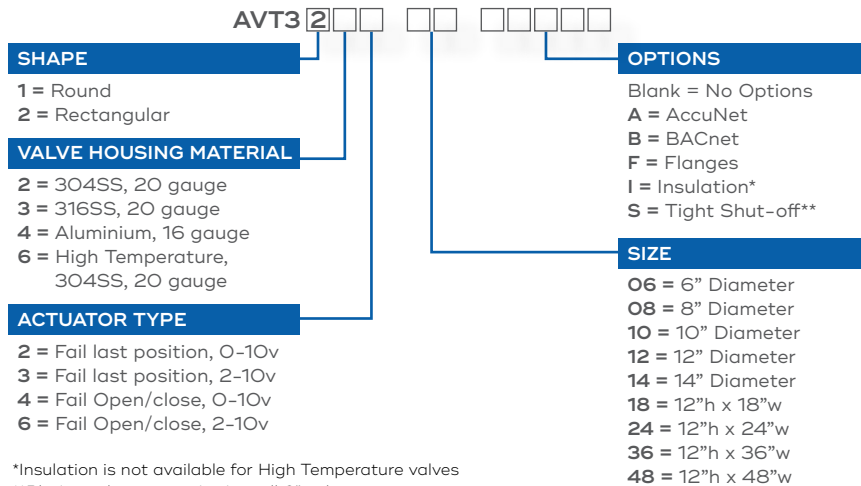 AVT3 2
SHAPE
1 = Round
2 = Rectangular
VALVE HOUSING MATERIAL
2 = 304SS, 20 gauge
3 = 316SS, 20 gauge
4 = Aluminium, 16 gauge
6 = High Temperature,
304SS, 20 gauge
ACTUATOR TYPE
2 = Fail last position, 0-10v
3 = Fail last position, 2-10v
4 = Fail Open/close, 0-10v
6 = Fail Open/close, 2-10v
*Insulation is not available for High Temperature valves
OPTIONS
Blank = No Options
A = AccuNet
B = BACnet
F = Flanges
I = Insulation*
S = Tight Shut-off**
SIZE
06 = 6” Diameter
08 = 8” Diameter
10 = 10” Diameter
12 = 12” Diameter
14 = 14” Diameter
18 = 12”h x 18”w
24 = 12”h x 24”w
36 = 12”h x 36”w
48 = 12”h x 48”w